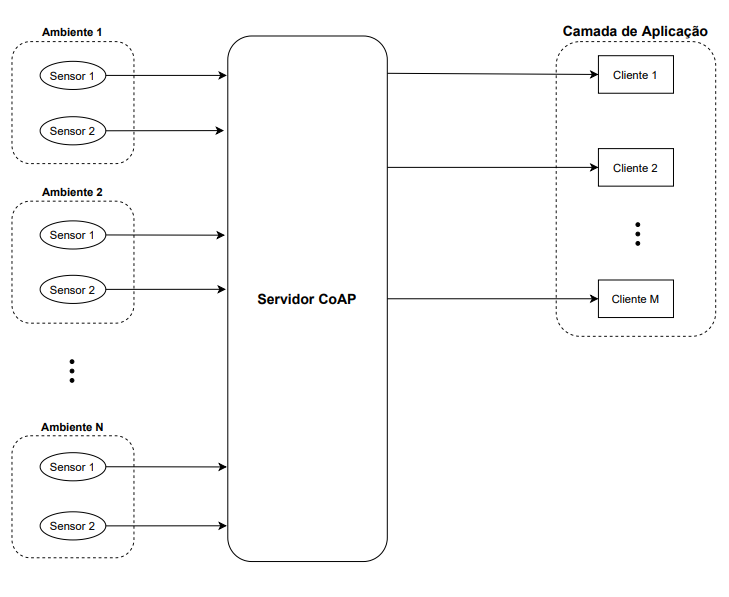 Ambiente 1
Sensor 1
Sensor 2
Ambiente 2
Sensor 1
Sensor 2
Ambiente N
Sensor 1
Sensor 2
Servidor CoAP
Camada de Aplicação
Cliente 1
Cliente 2
Cliente M